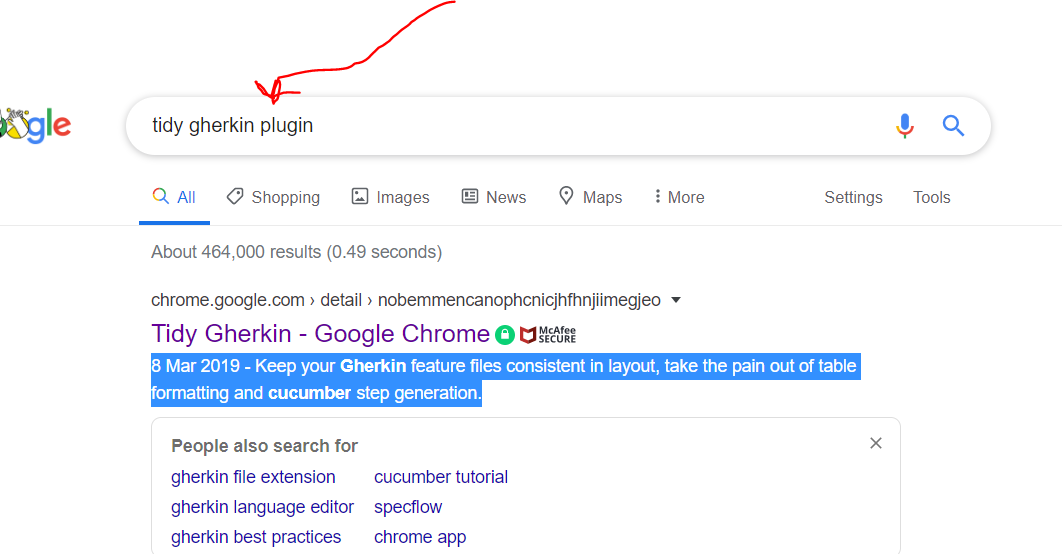 ogle
tidy gherkin plugin
All Shopping Images News Maps More Settings Tools
About 464,000 results (0.49 seconds)
chrome.google.com › detail › nobemmencanophcnicjhfhnjiimegjeo
Tidy Gherkin - Google Chrome McAfee SECURE
8 Mar 2019 - Keep your Gherkin feature files consistent in layout, take the pain out of table
formatting and cucumber step generation.
People also search for
gherkin file extension cucumber tutorial
gherkin language editor specflow
gherkin best practices chrome app